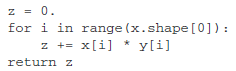 z = 0.
for i in range(x.shape[0]):
    z += x[i] * y[i]
return z